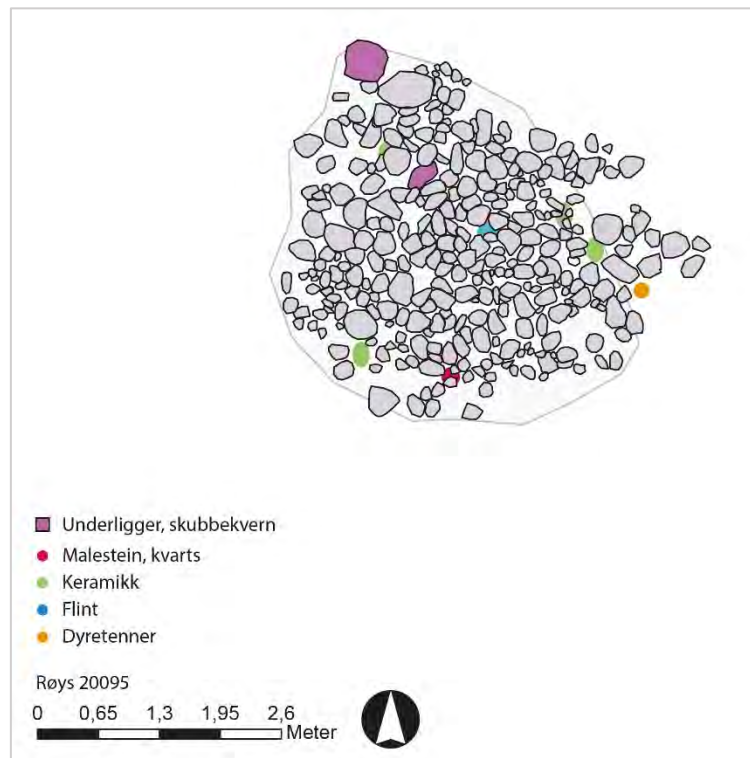 Underligger, skubbekvern
Malestein, kvarts
Keramikk
Flint
Dyretenner
Røys 20095
0 0,65 1,3 1,95 2,6
Meter